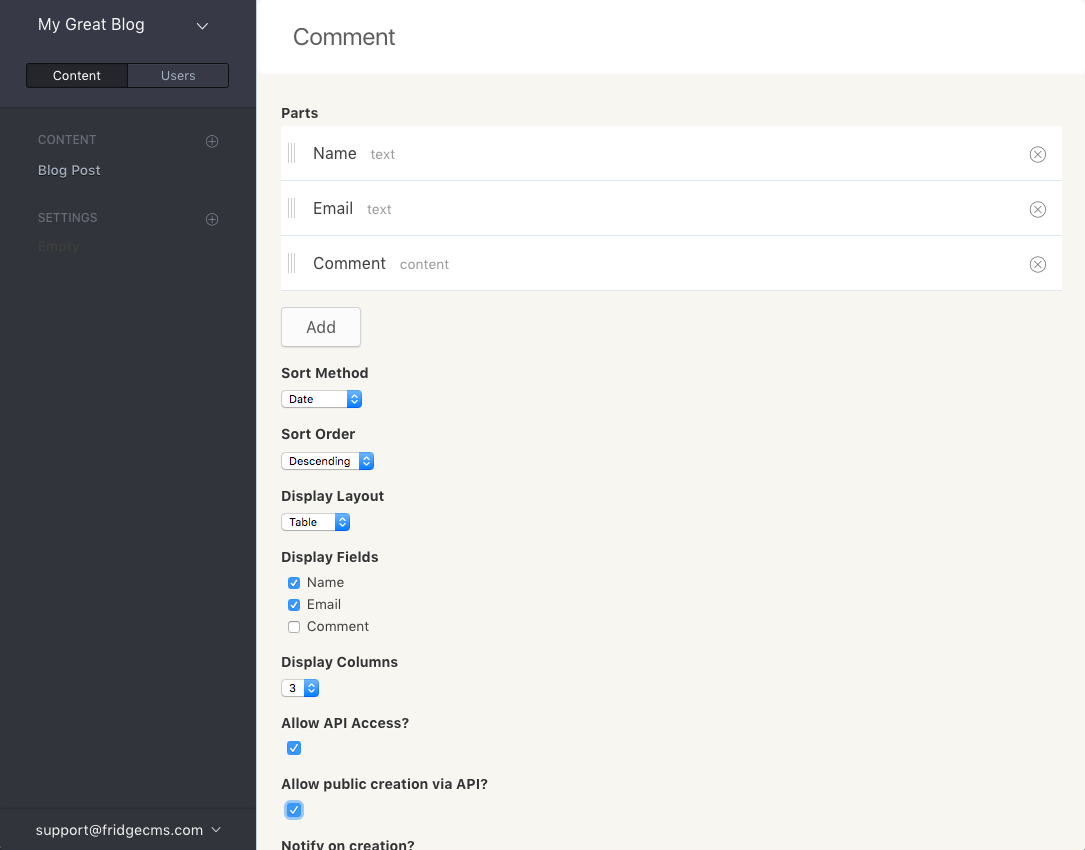 My Great Blog
Content Users
CONTENT
Blog Post
SETTINGS
Empty
support@fridgecms.com
Comment
Parts
Name text
Email text
Comment content
Add
Sort Method
Date
Sort Order
Descending
Display Layout
Table
Display Fields
Name
Email
Comment
Display Columns
3
Allow API Access?
Allow public creation via API?
Notify on creation?